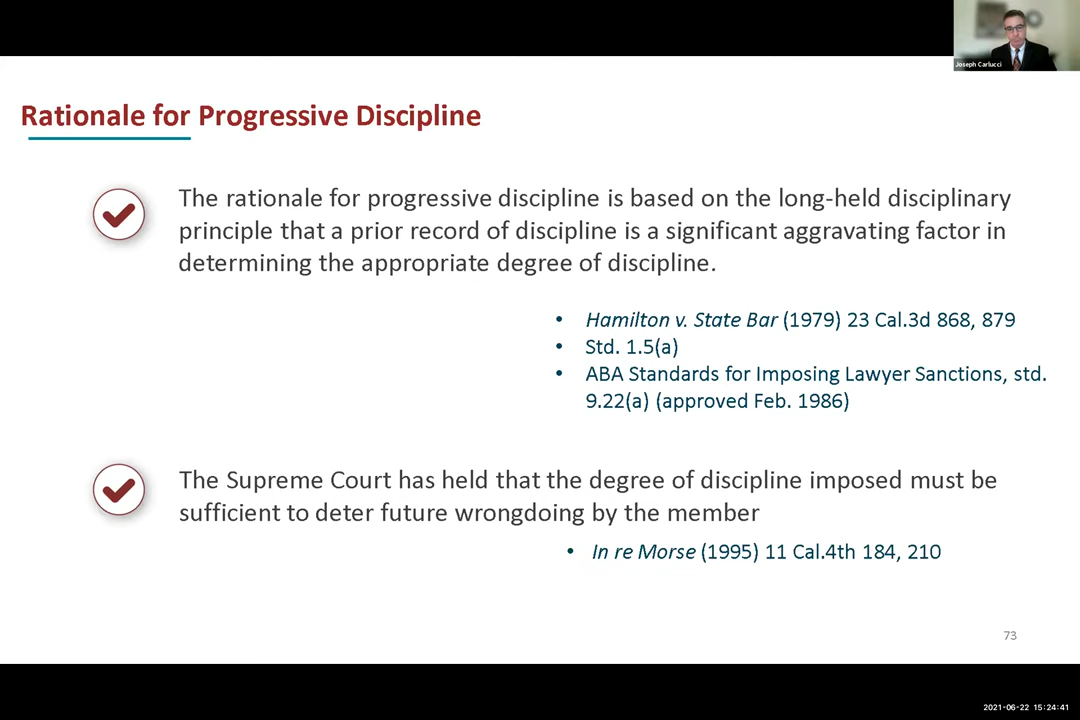 Joseph Carlucci
Rationale for Progressive Discipline
The rationale for progressive discipline is based on the long-held disciplinary
principle that a prior record of discipline is a significant aggravating factor in
determining the appropriate degree of discipline.
• Hamilton v. State Bar (1979) 23 Cal.3d 868, 879
• Std. 1.5(a)
• ABA Standards for Imposing Lawyer Sanctions, std.
9.22(a) (approved Feb. 1986)
The Supreme Court has held that the degree of discipline imposed must be
sufficient to deter future wrongdoing by the member
• In re Morse (1995) 11 Cal.4th 184, 210
73
2021-06-22 15:24:41